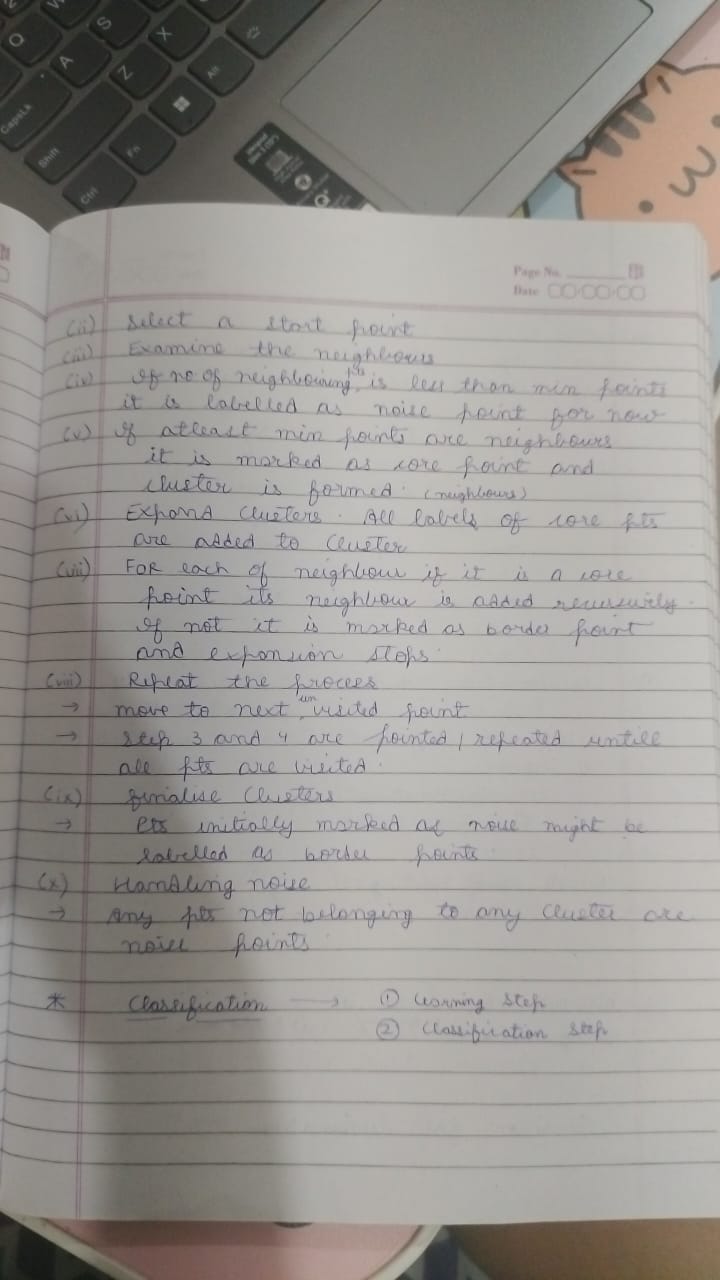 Q
A
S
Z
X
CapsLk
Shift
Fn
Alt
Ctrl
Page No.
Date
(ii) Select a start point
(iii) Examine the neighbours
(iv) If no of neighbouring pts is less than min points
it is labelled as noise point for now
(v) If atleast min points are neighbours
it is marked as core point and
cluster is formed. (neighbours)
(vi) Expand clusters. All labels of core pts
are added to cluster
(vii) For each of neighbour if it is a core
point its neighbour is added recursively.
If not it is marked as border point
and expansion stops.
(viii) Repeat the process
→ move to next unvisited point
→ step 3 and 4 are pointed / repeated untill
all pts are visited.
(ix) finalise clusters
→ Pts initially marked as noise might be
labelled as border points.
(x) Handling noise
→ Any pts not belonging to any cluster are
noise points.
* Classification → ① Learning step
② Classification step